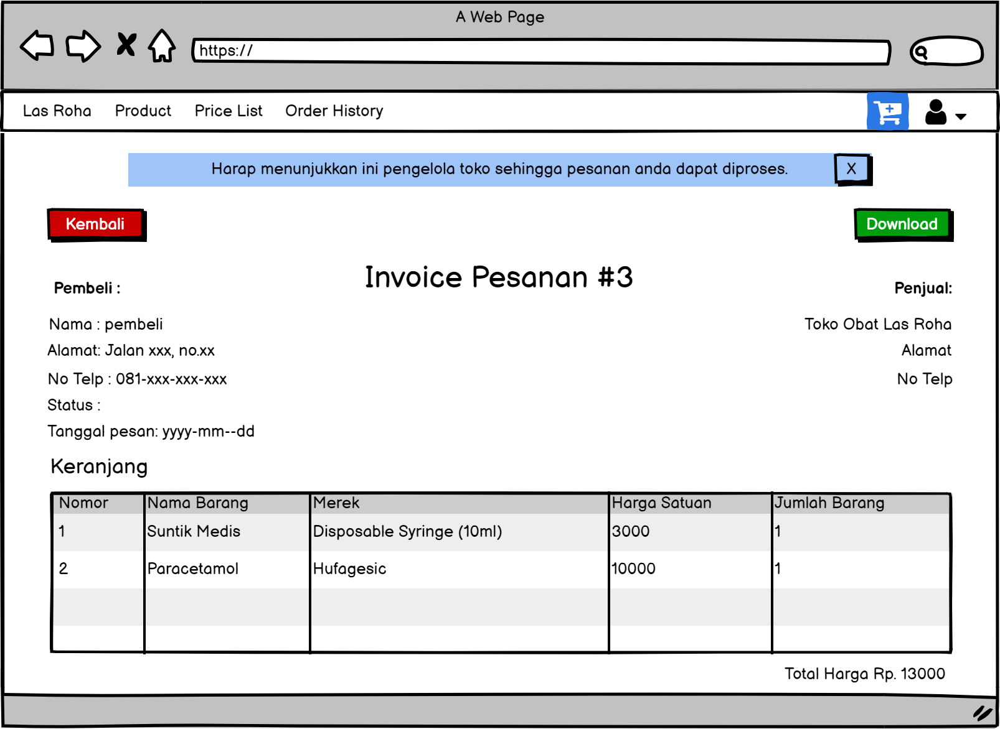 A Web Page
https://
Las Roha Product Price List Order History
Harap menunjukkan ini pengelola toko sehingga pesanan anda dapat diproses. X
Kembali Download
Invoice Pesanan #3
Pembeli : Penjual:
Nama : pembeli Toko Obat Las Roha
Alamat: Jalan xxx, no.xx Alamat
No Telp : 081-xxx-xxx-xxx No Telp
Status :
Tanggal pesan: yyyy-mm--dd
Keranjang
Nomor Nama Barang Merek Harga Satuan Jumlah Barang
1 Suntik Medis Disposable Syringe (10ml) 3000 1
2 Paracetamol Hufagesic 10000 1
Total Harga Rp. 13000